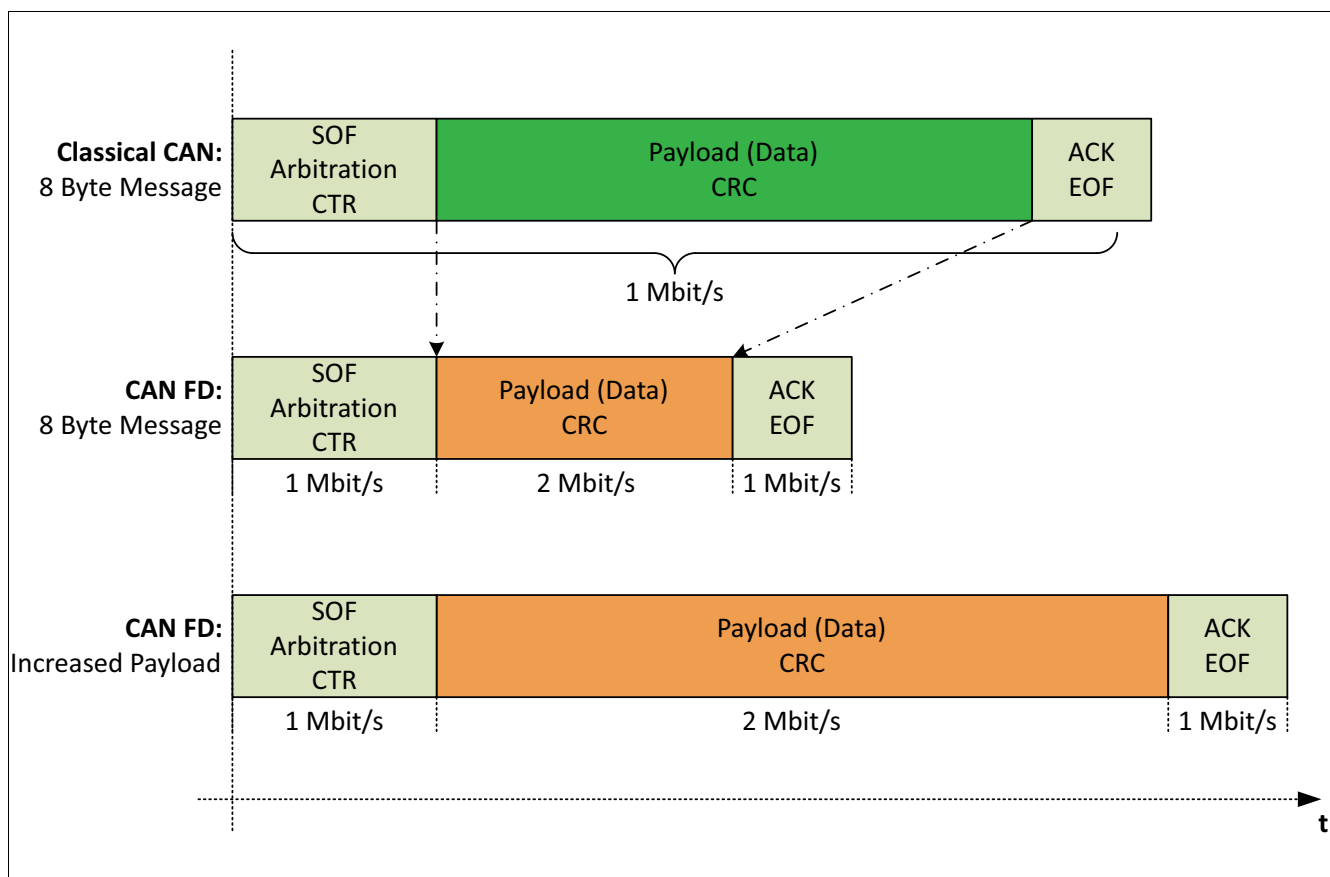 Classical CAN:
8 Byte Message
SOF
Arbitration
CTR
Payload (Data)
CRC
ACK
EOF
1 Mbit/s
CAN FD:
8 Byte Message
SOF
Arbitration
CTR
Payload (Data)
CRC
ACK
EOF
1 Mbit/s
2 Mbit/s
1 Mbit/s
CAN FD:
Increased Payload
SOF
Arbitration
CTR
Payload (Data)
CRC
ACK
EOF
1 Mbit/s
2 Mbit/s
1 Mbit/s
t